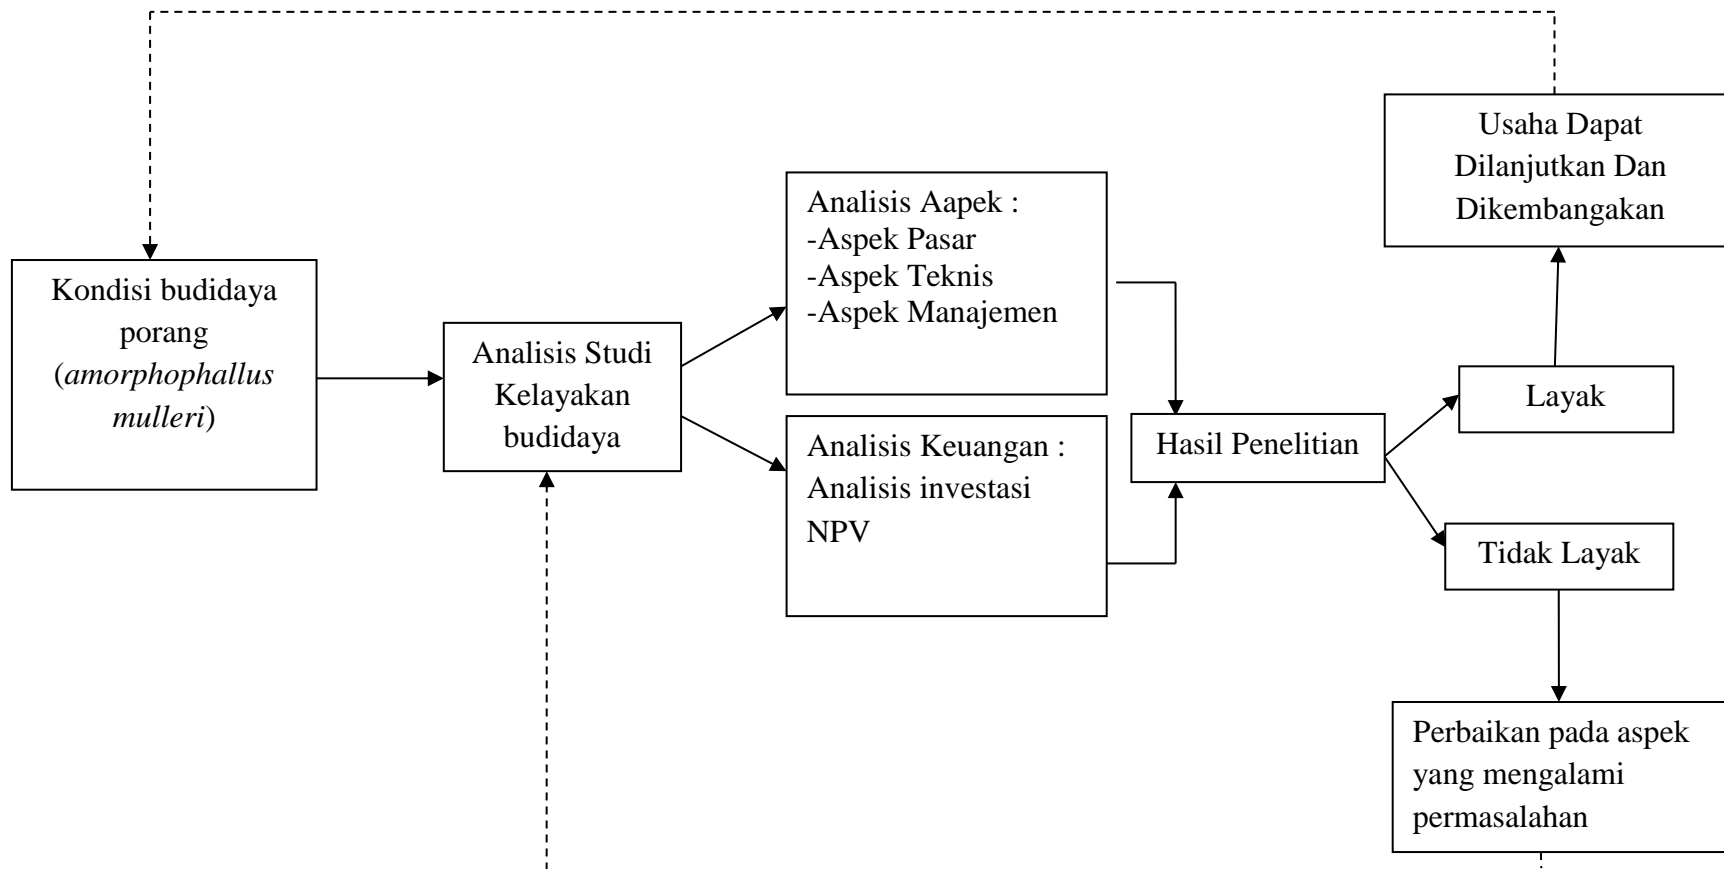 Kondisi budidaya
porang
(amorphophallus
mulleri)
Analisis Studi
Kelayakan
budidaya
Analisis Aapek :
-Aspek Pasar
-Aspek Teknis
-Aspek Manajemen
Analisis Keuangan :
Analisis investasi
NPV
Hasil Penelitian
Usaha Dapat
Dilanjutkan Dan
Dikembangakan
Layak
Tidak Layak
Perbaikan pada aspek
yang mengalami
permasalahan